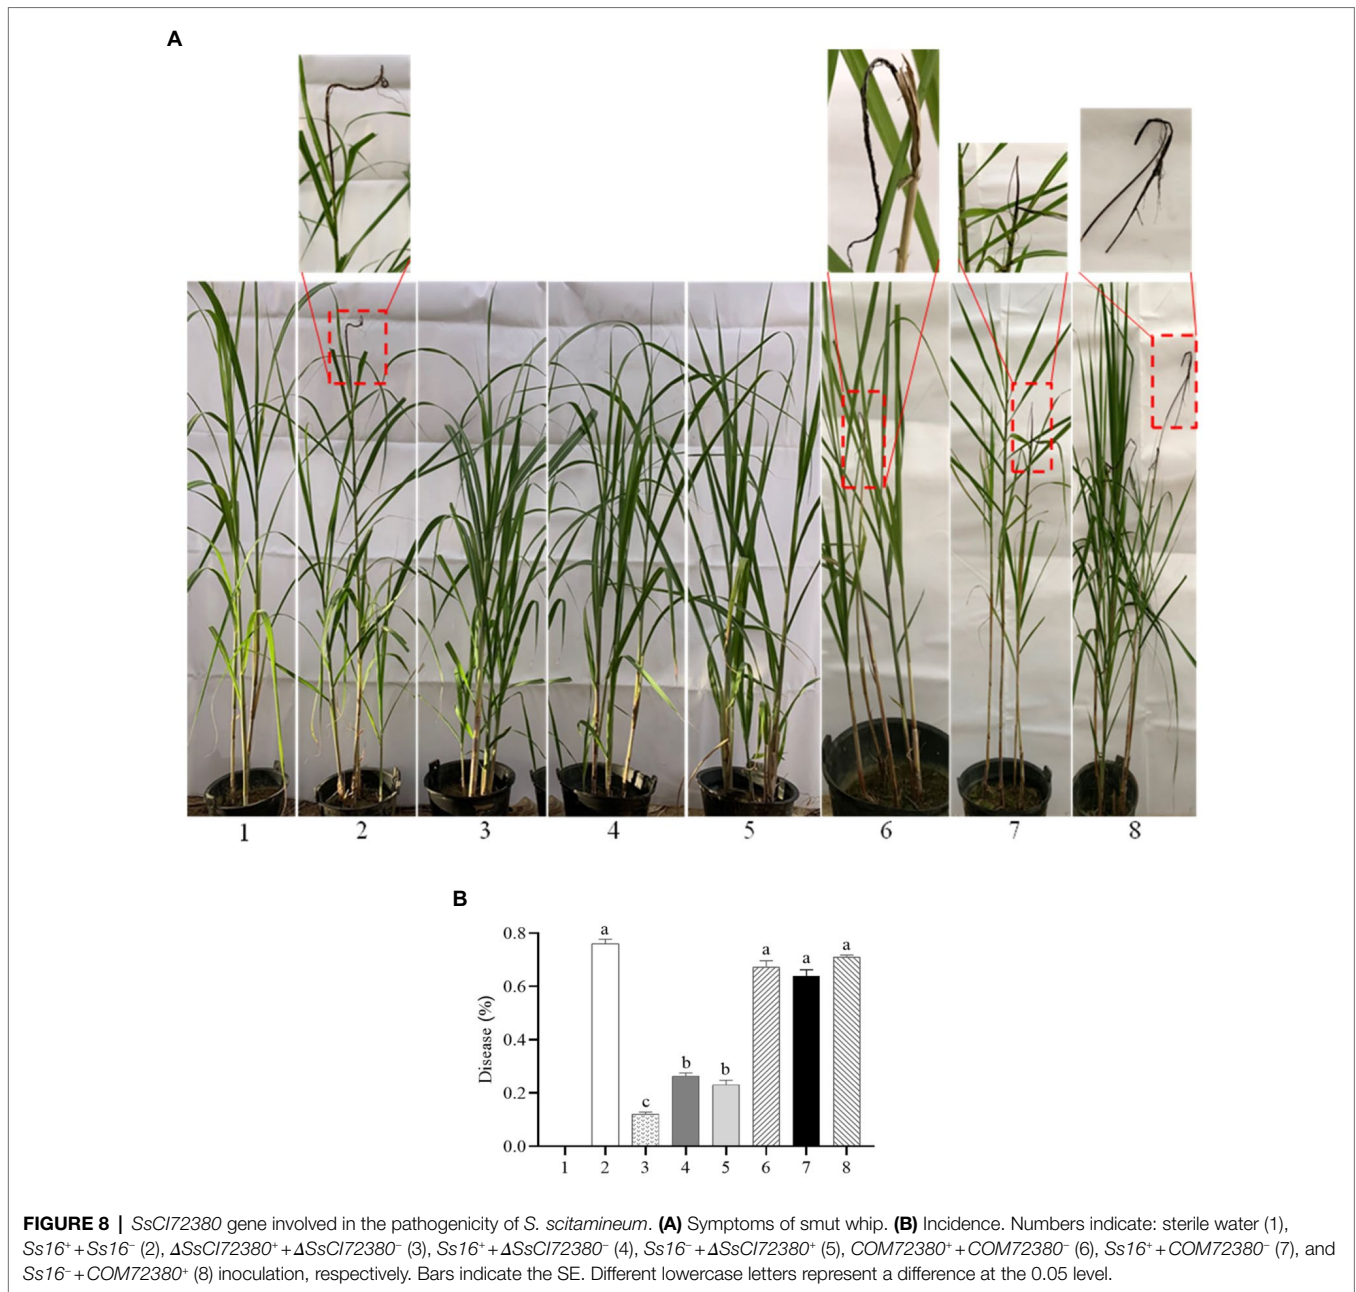 A
1 2 3 4 5 6 7 8
B
0.8
0.6
0.4
0.2
0.0
Disease (%)
a
c
b
b
a
a
a
1 2 3 4 5 6 7 8
FIGURE 8 | SsCI72380 gene involved in the pathogenicity of S. scitamineum. (A) Symptoms of smut whip. (B) Incidence. Numbers indicate: sterile water (1),
Ss16⁺+Ss16⁻ (2), ΔSsCI72380⁺+ΔSsCI72380⁻ (3), Ss16⁺+ΔSsCI72380⁻ (4), Ss16⁻+ΔSsCI72380⁺ (5), COM72380⁺+COM72380⁻ (6), Ss16⁺+COM72380⁻ (7), and
Ss16⁻+COM72380⁺ (8) inoculation, respectively. Bars indicate the SE. Different lowercase letters represent a difference at the 0.05 level.